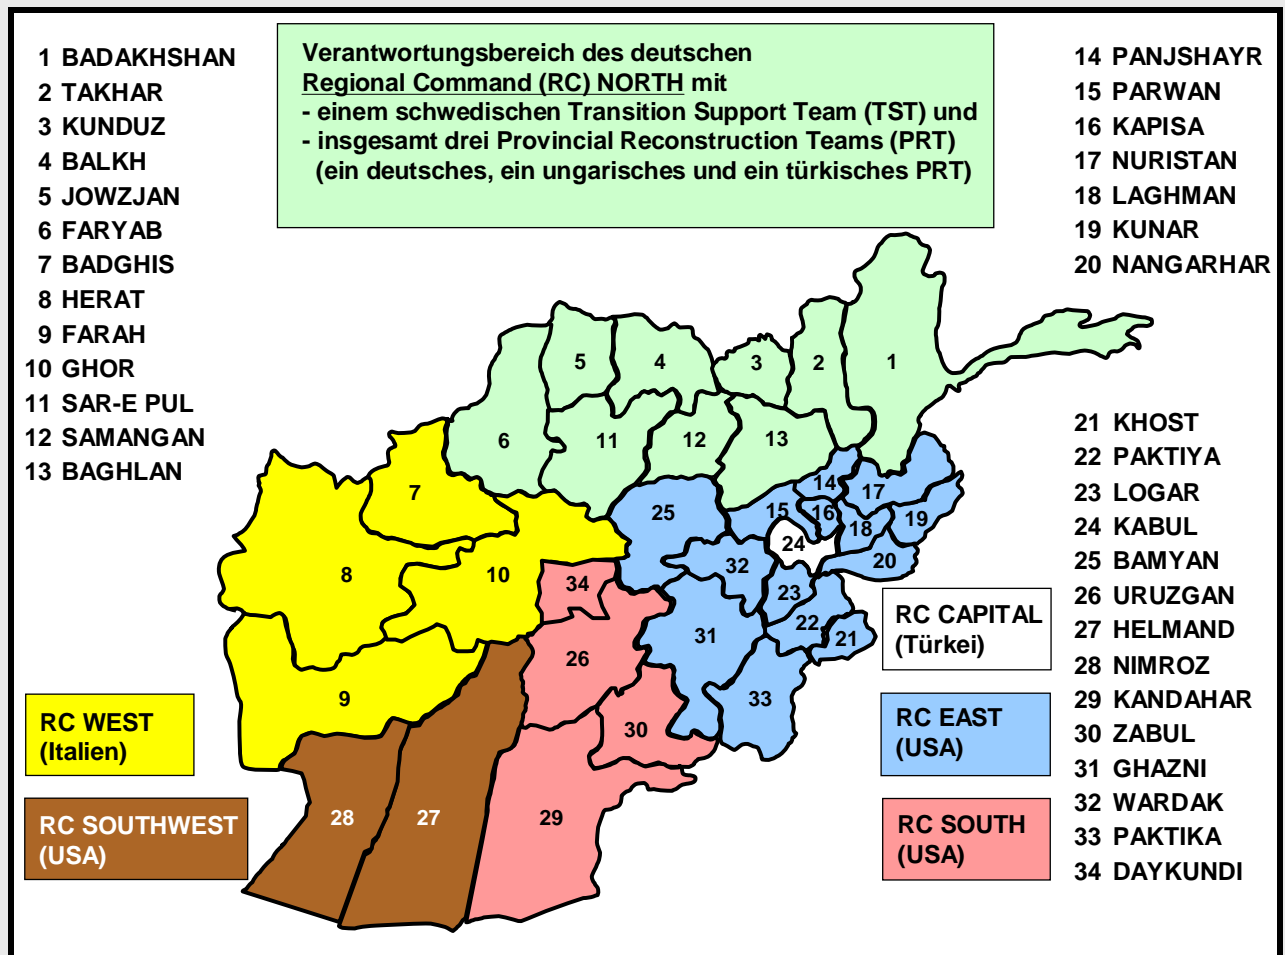 1 BADAKHSHAN
2 TAKHAR
3 KUNDUZ
4 BALKH
5 JOWZJAN
6 FARYAB
7 BADGHIS
8 HERAT
9 FARAH
10 GHOR
11 SAR-E PUL
12 SAMANGAN
13 BAGHLAN
Verantwortungsbereich des deutschen
Regional Command (RC) NORTH mit
- einem schwedischen Transition Support Team (TST) und
- insgesamt drei Provincial Reconstruction Teams (PRT)
(ein deutsches, ein ungarisches und ein türkisches PRT)
14 PANJSHAYR
15 PARWAN
16 KAPISA
17 NURISTAN
18 LAGHMAN
19 KUNAR
20 NANGARHAR
21 KHOST
22 PAKTIYA
23 LOGAR
24 KABUL
25 BAMYAN
26 URUZGAN
27 HELMAND
28 NIMROZ
29 KANDAHAR
30 ZABUL
31 GHAZNI
32 WARDAK
33 PAKTIKA
34 DAYKUNDI
5
4
3
2
1
6
11
12
13
7
14
17
25
15
16
18
19
24
20
8
10
34
32
23
22
21
31
26
9
33
30
28
27
29
RC CAPITAL
(Türkei)
RC WEST
(Italien)
RC EAST
(USA)
RC SOUTHWEST
(USA)
RC SOUTH
(USA)